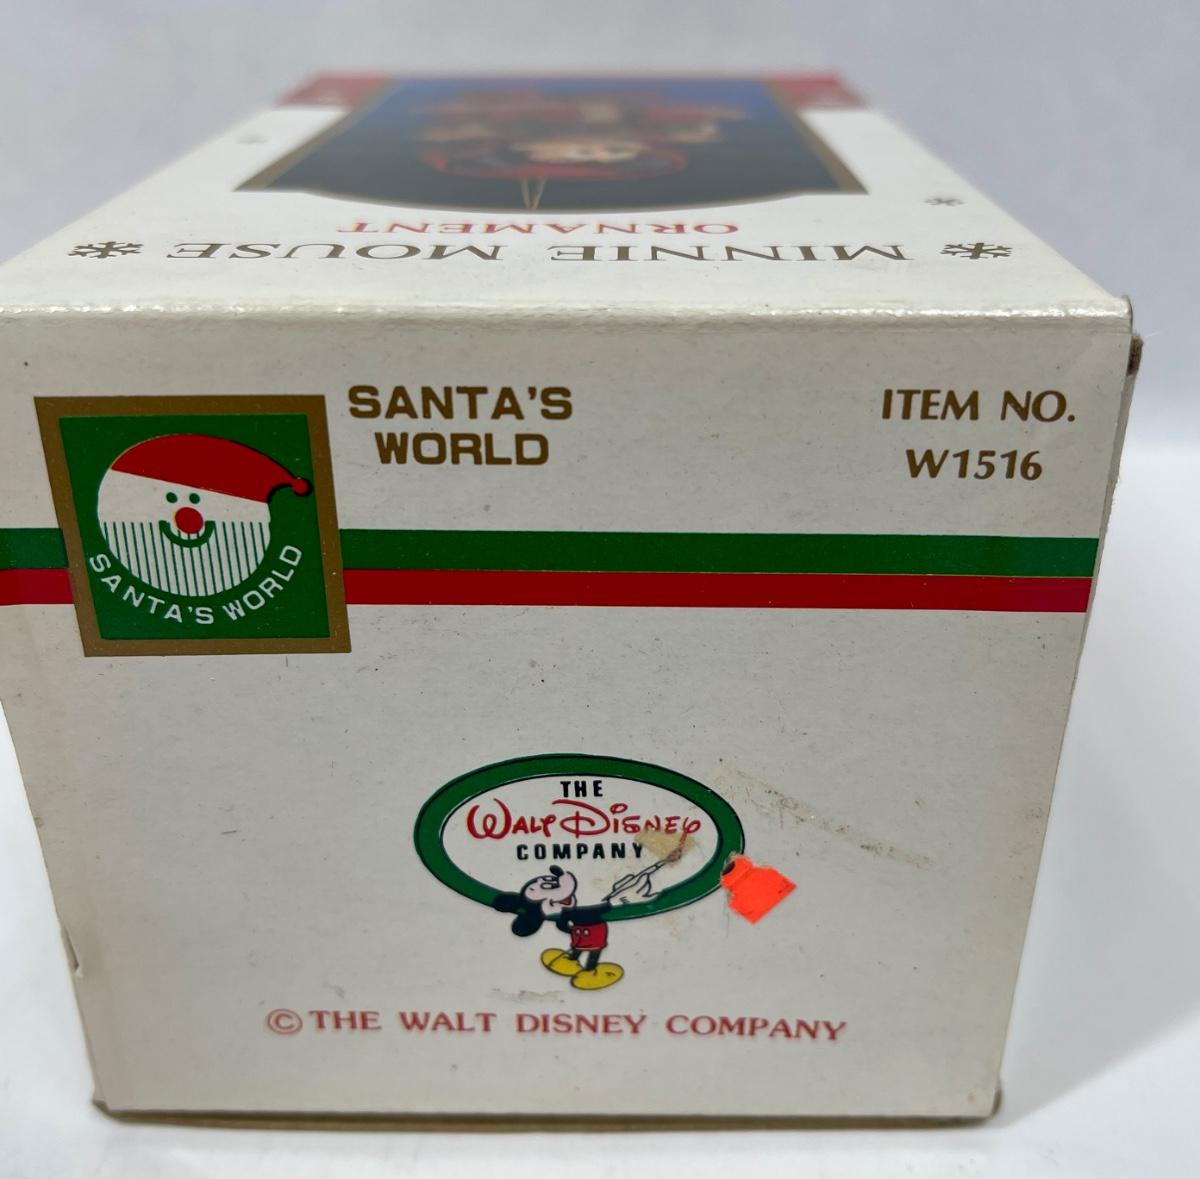 ORNAMENT
MINNIE MOUSE
SANTA'S
WORLD
ITEM NO.
W1516
SANTA'S WORLD
THE
WALT DISNEY
COMPANY
© THE WALT DISNEY COMPANY